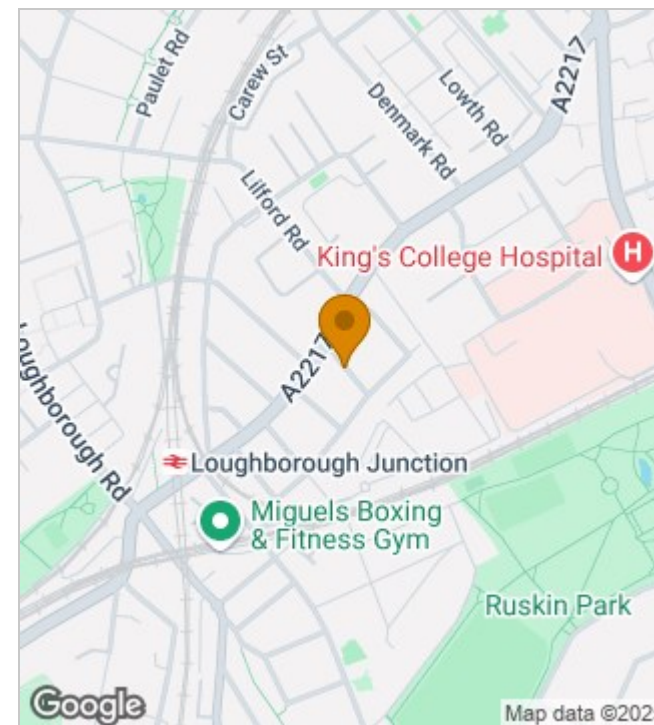 Paulet Rd
Carew St
A2217
Lowth Rd
Denmark Rd
Lilford Rd
King's College Hospital
H
A2217
Loughborough Rd
Loughborough Junction
Miguels Boxing
& Fitness Gym
Ruskin Park
Google
Map data ©202